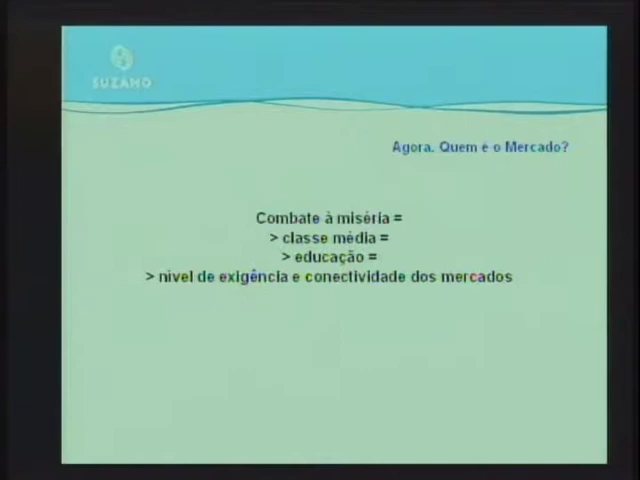 SUZANO
Agora. Quem é o Mercado?
Combate à miséria =
> classe média =
> educação =
> nível de exigência e conectividade dos mercados